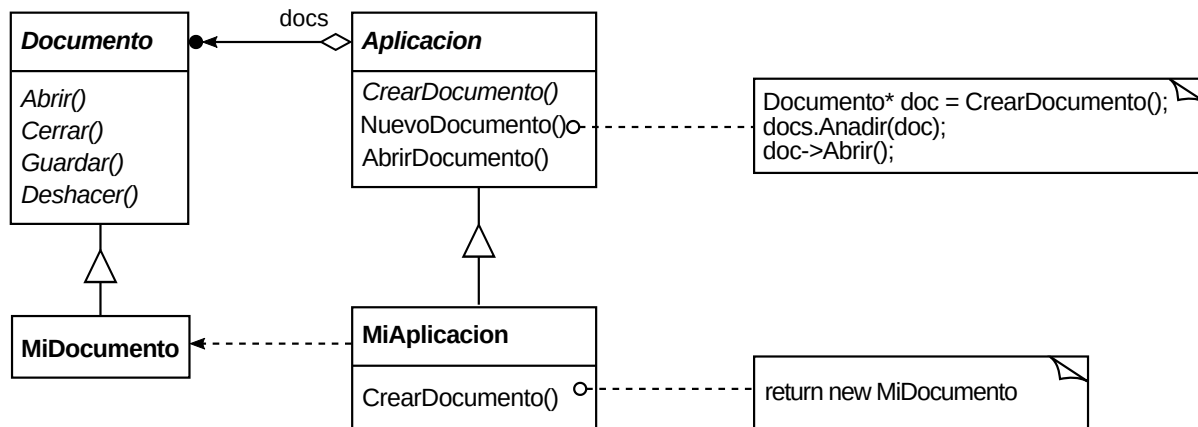 docs
Documento
Abrir()
Cerrar()
Guardar()
Deshacer()
Aplicacion
CrearDocumento()
NuevoDocumento()
AbrirDocumento()
Documento* doc = CrearDocumento();
docs.Anadir(doc);
doc->Abrir();
MiDocumento
MiAplicacion
CrearDocumento()
return new MiDocumento